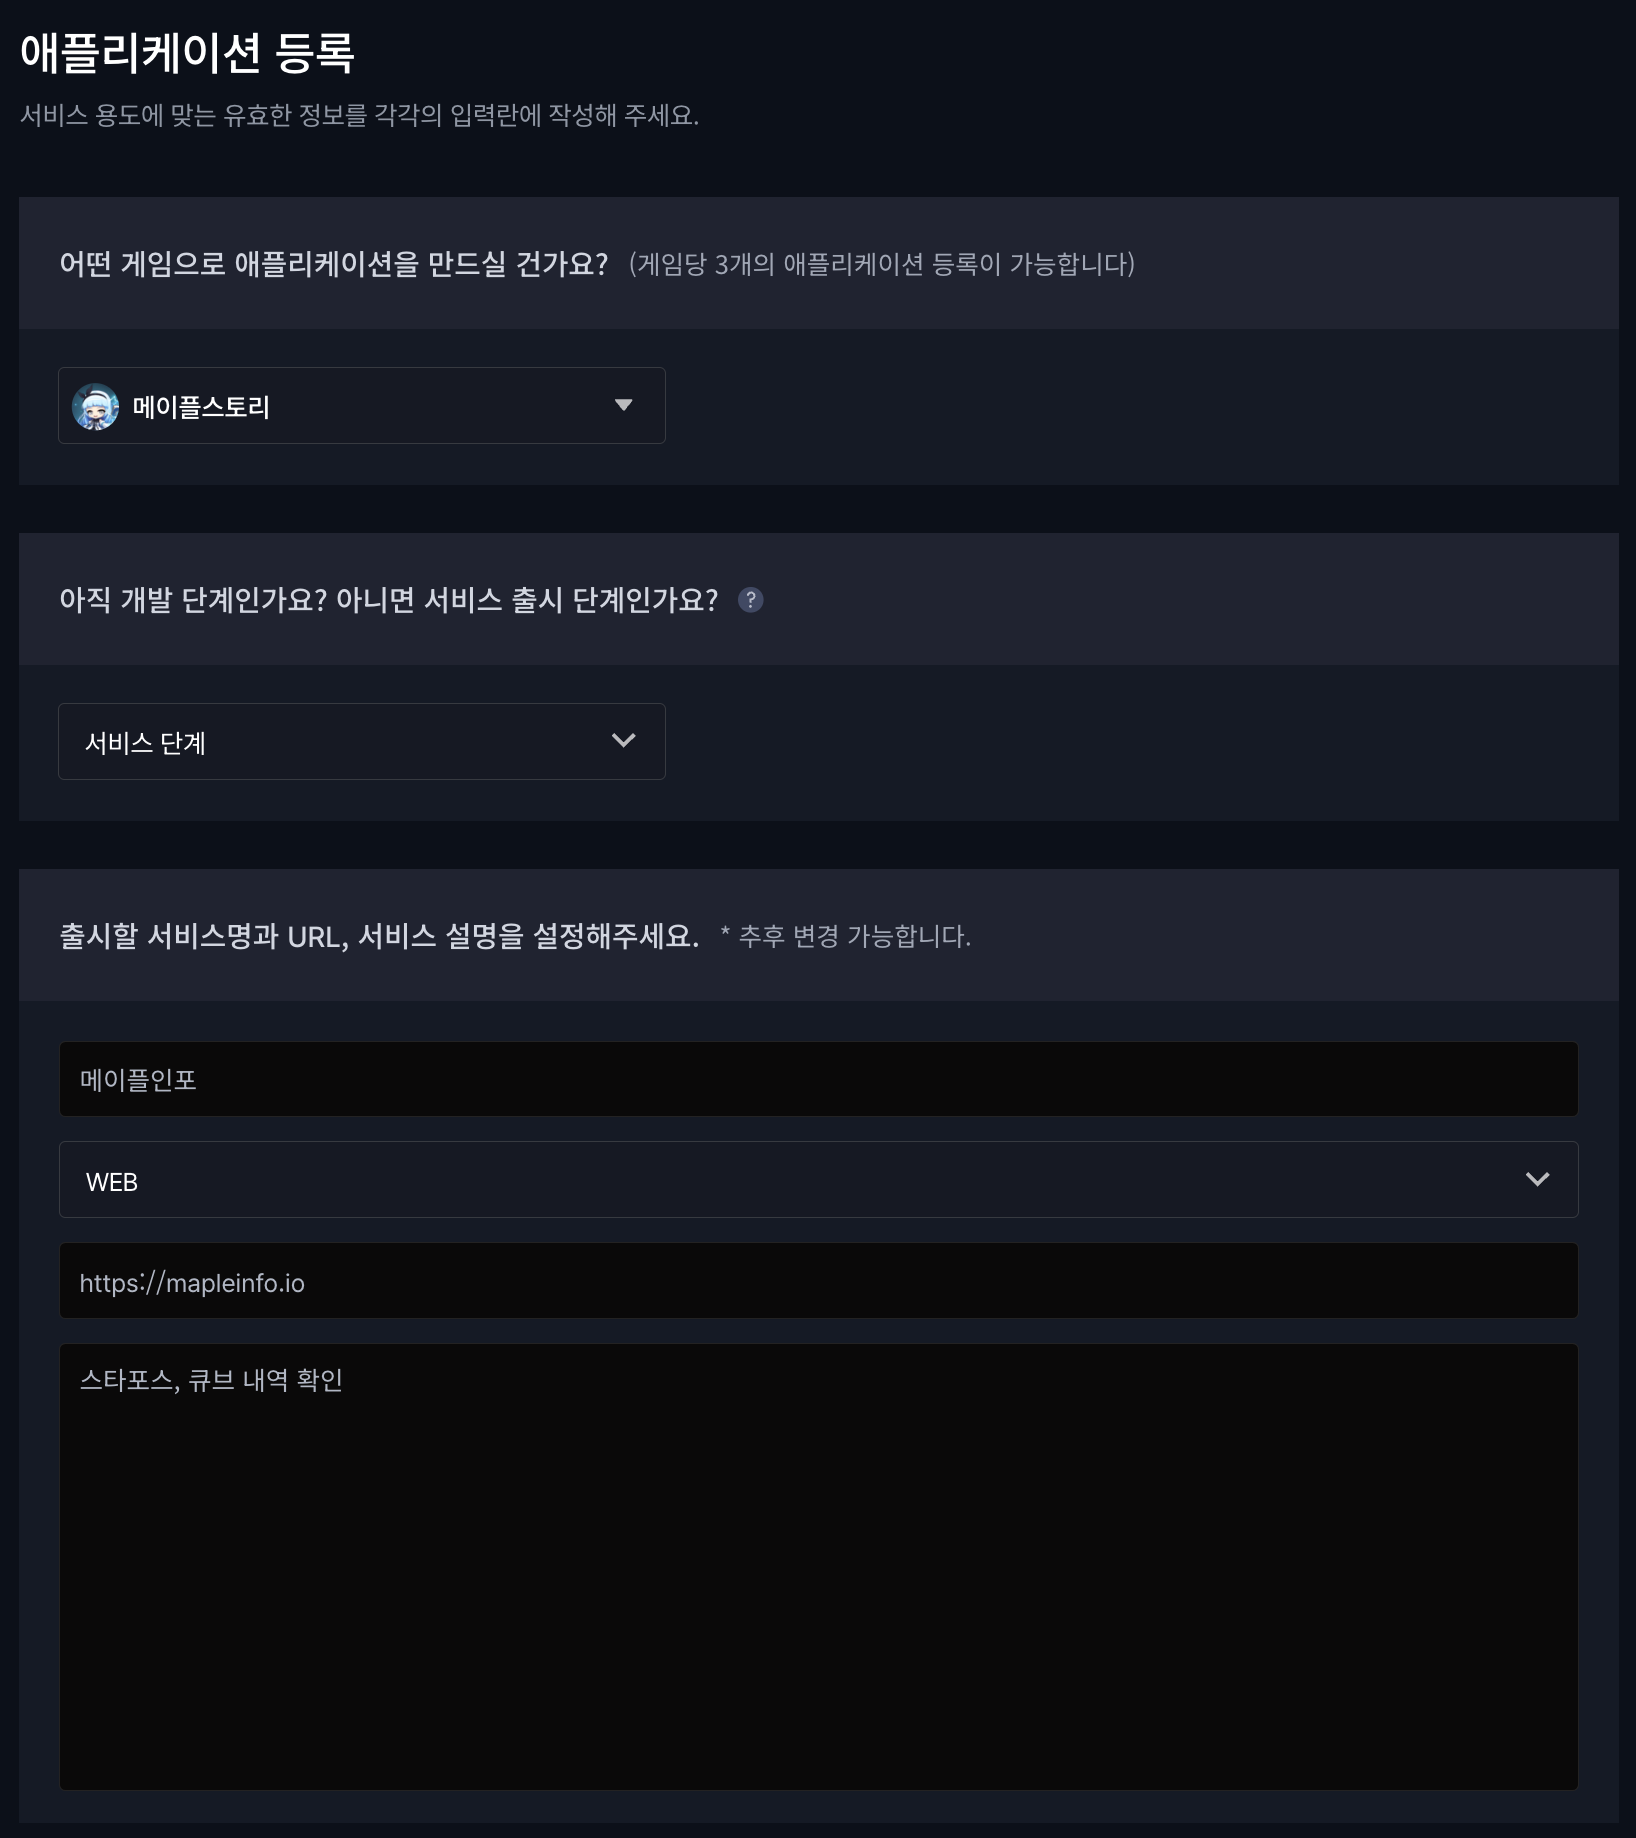 애플리케이션 등록
서비스 용도에 맞는 유효한 정보를 각각의 입력란에 작성해 주세요.
어떤 게임으로 애플리케이션을 만드실 건가요? (게임당 3개의 애플리케이션 등록이 가능합니다)
메이플스토리
아직 개발 단계인가요? 아니면 서비스 출시 단계인가요? ?
서비스 단계
출시할 서비스명과 URL, 서비스 설명을 설정해주세요. * 추후 변경 가능합니다.
메이플인포
WEB
https://mapleinfo.io
스타포스, 큐브 내역 확인